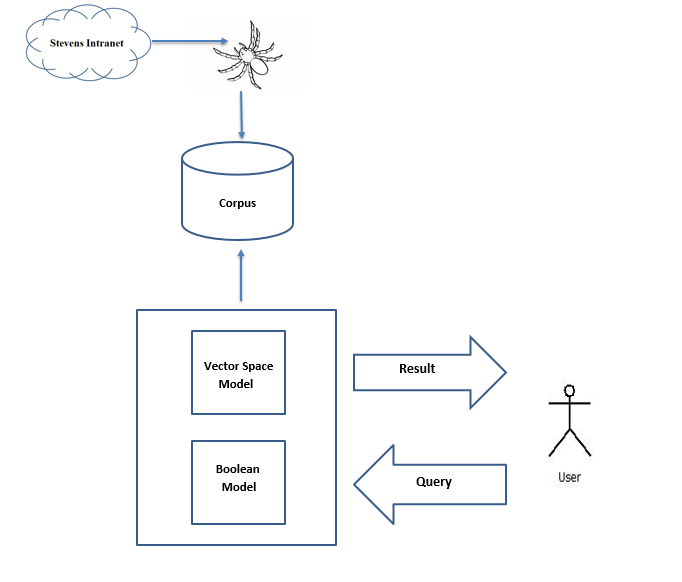 Stevens Intranet
Corpus
Vector Space
Model
Result
Boolean
Model
Query
User